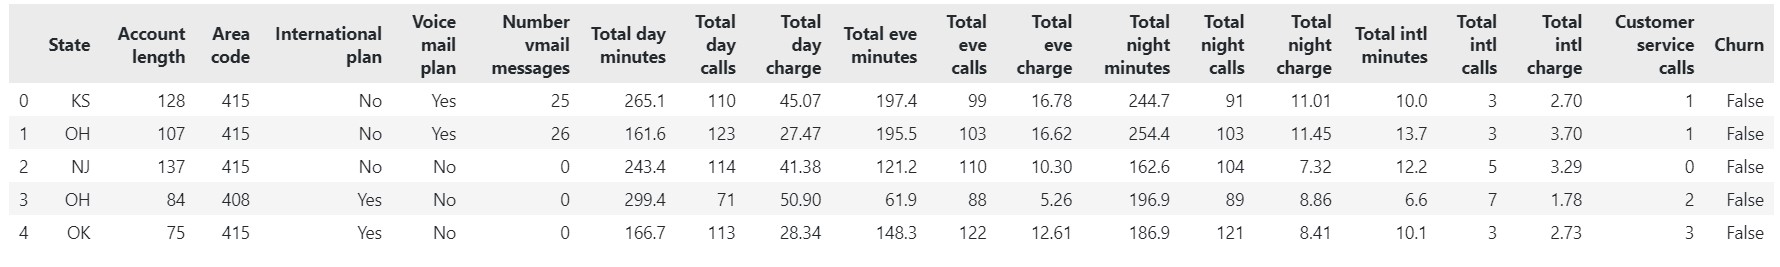 State Account length Area code International plan Voice mail plan Number vmail messages Total day minutes Total day calls Total day charge Total eve minutes Total eve calls Total eve charge Total night minutes Total night calls Total night charge Total intl minutes Total intl calls Total intl charge Customer service calls Churn
0 KS 128 415 No Yes 25 265.1 110 45.07 197.4 99 16.78 244.7 91 11.01 10.0 3 2.70 1 False
1 OH 107 415 No Yes 26 161.6 123 27.47 195.5 103 16.62 254.4 103 11.45 13.7 3 3.70 1 False
2 NJ 137 415 No No 0 243.4 114 41.38 121.2 110 10.30 162.6 104 7.32 12.2 5 3.29 0 False
3 OH 84 408 Yes No 0 299.4 71 50.90 61.9 88 5.26 196.9 89 8.86 6.6 7 1.78 2 False
4 OK 75 415 Yes No 0 166.7 113 28.34 148.3 122 12.61 186.9 121 8.41 10.1 3 2.73 3 False